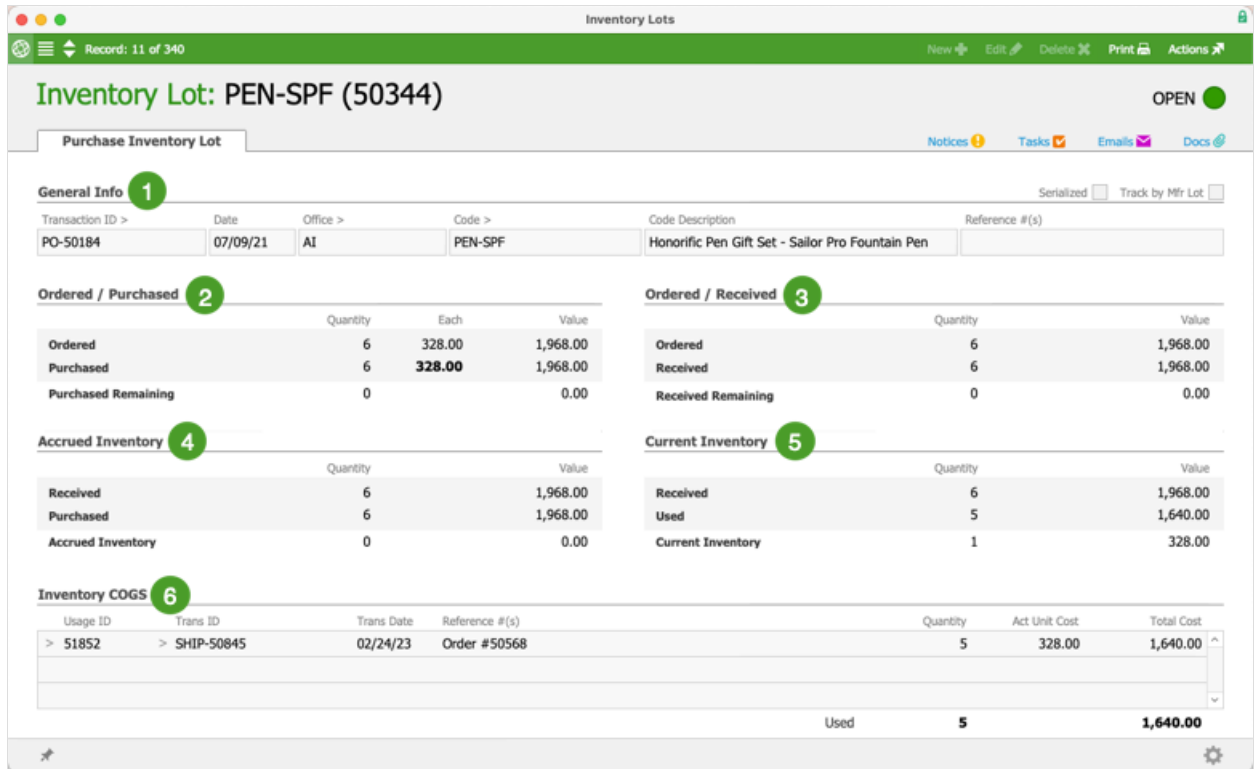 Inventory Lots
Record: 11 of 340 New Edit Delete Print Actions
Inventory Lot: PEN-SPF (50344)
OPEN
Purchase Inventory Lot Notices Tasks Emails Docs
General Info 1 Serialized Track by Mfr Lot
Transaction ID > Date Office > Code > Code Description Reference #(s)
PO-50184 07/09/21 AI PEN-SPF Honorific Pen Gift Set - Sailor Pro Fountain Pen
Ordered / Purchased 2
Quantity Each Value
Ordered 6 328.00 1,968.00
Purchased 6 328.00 1,968.00
Purchased Remaining 0 0.00
Ordered / Received 3
Quantity Value
Ordered 6 1,968.00
Received 6 1,968.00
Received Remaining 0 0.00
Accrued Inventory 4
Quantity Value
Received 6 1,968.00
Purchased 6 1,968.00
Accrued Inventory 0 0.00
Current Inventory 5
Quantity Value
Received 6 1,968.00
Used 5 1,640.00
Current Inventory 1 328.00
Inventory COGS 6
Usage ID Trans ID Trans Date Reference #(s) Quantity Act Unit Cost Total Cost
> 51852 > SHIP-50845 02/24/23 Order #50568 5 328.00 1,640.00
Used 5 1,640.00